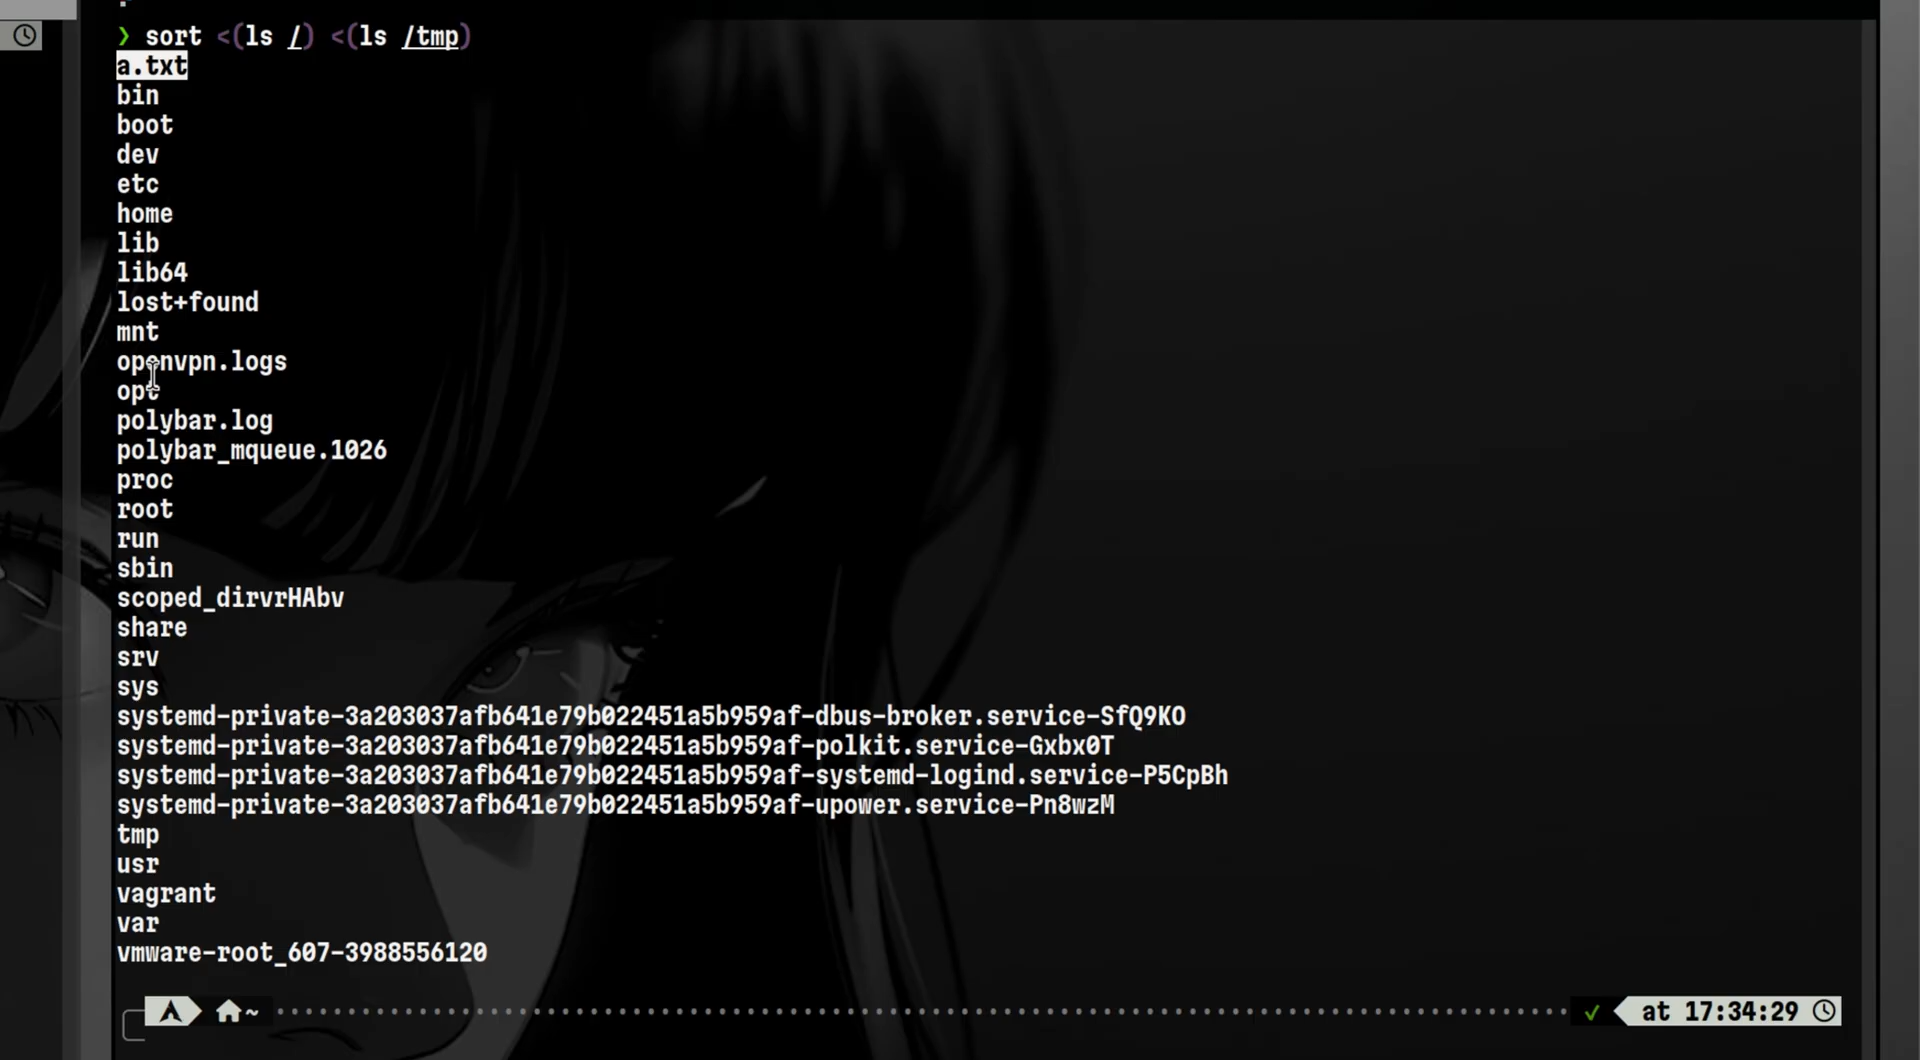 ❯ sort <(ls /) <(ls /tmp)
a.txt
bin
boot
dev
etc
home
lib
lib64
lost+found
mnt
openvpn.logs
opt
polybar.log
polybar_mqueue.1026
proc
root
run
sbin
scoped_dirvrHAbv
share
srv
sys
systemd-private-3a203037afb641e79b022451a5b959af-dbus-broker.service-SfQ9KO
systemd-private-3a203037afb641e79b022451a5b959af-polkit.service-Gxbx0T
systemd-private-3a203037afb641e79b022451a5b959af-systemd-logind.service-P5CpBh
systemd-private-3a203037afb641e79b022451a5b959af-upower.service-Pn8wzM
tmp
usr
vagrant
var
vmware-root_607-3988556120
~ ✓ at 17:34:29